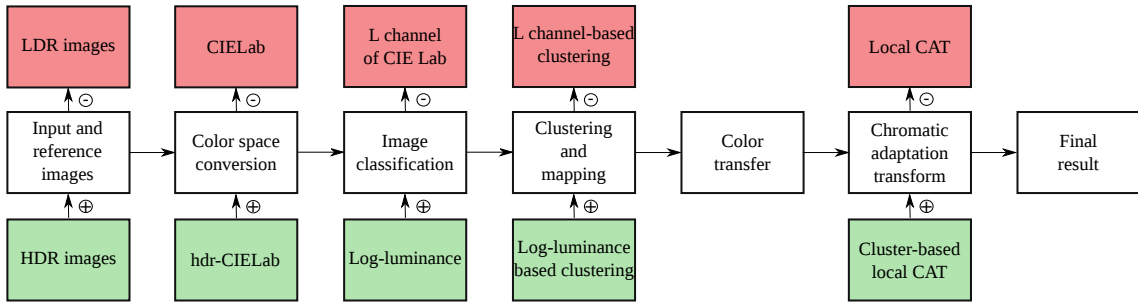 LDR images
CIELab
L channel
of CIE Lab
L channel-based
clustering
Local CAT
Input and
reference
images
Color space
conversion
Image
classification
Clustering
and
mapping
Color
transfer
Chromatic
adaptation
transform
Final
result
HDR images
hdr-CIELab
Log-luminance
Log-luminance
based clustering
Cluster-based
local CAT